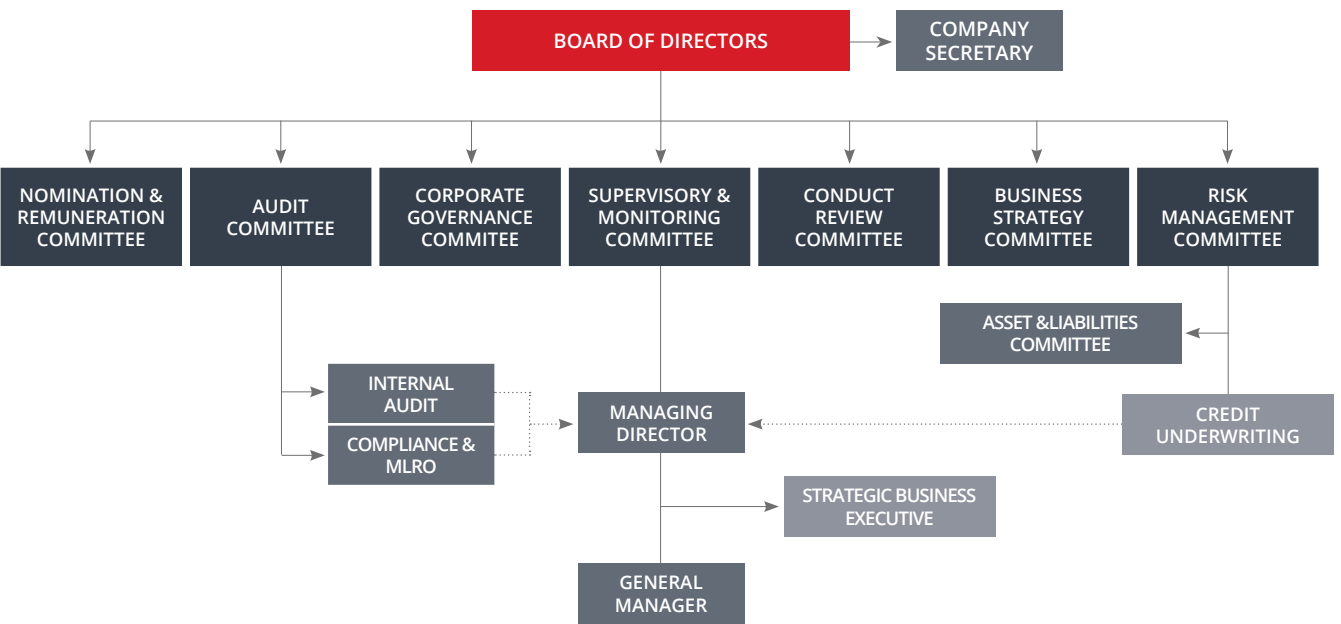 BOARD OF DIRECTORS
COMPANY
SECRETARY
NOMINATION &
REMUNERATION
COMMITTEE
AUDIT
COMMITTEE
CORPORATE
GOVERNANCE
COMMITEE
SUPERVISORY &
MONITORING
COMMITTEE
CONDUCT
REVIEW
COMMITTEE
BUSINESS
STRATEGY
COMMITTEE
RISK
MANAGEMENT
COMMITTEE
ASSET &LIABILITIES
COMMITTEE
INTERNAL
AUDIT
COMPLIANCE &
MLRO
MANAGING
DIRECTOR
CREDIT
UNDERWRITING
STRATEGIC BUSINESS
EXECUTIVE
GENERAL
MANAGER